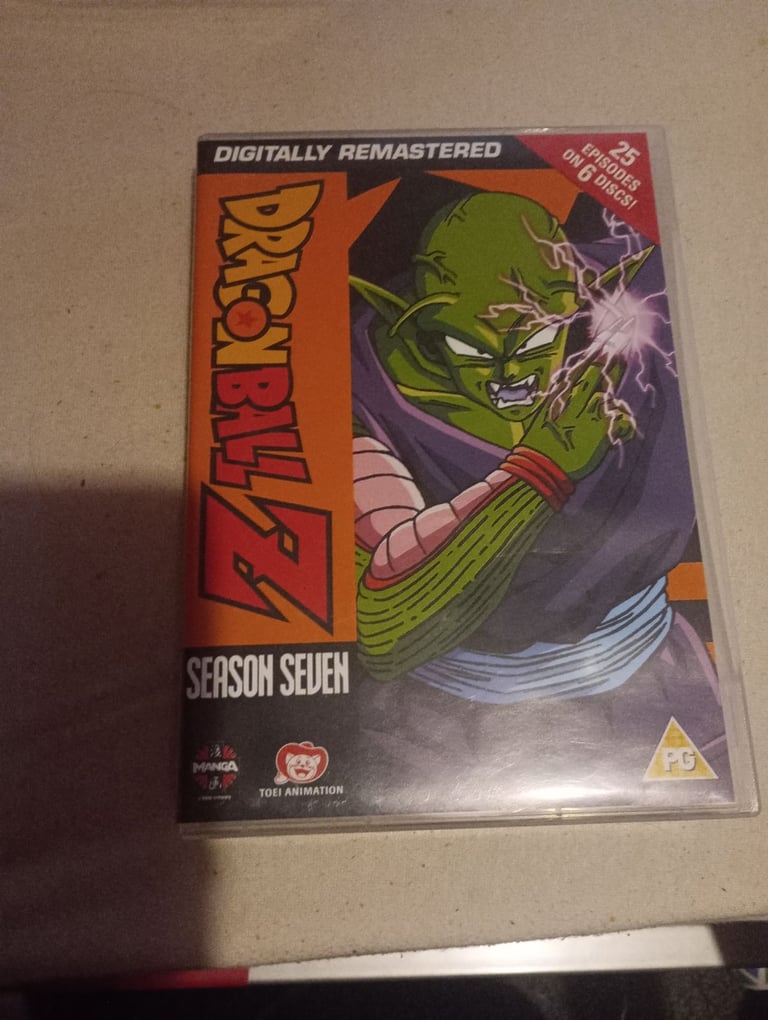 DIGITALLY REMASTERED
25
EPISODES
ON 6 DISCS!
DRAGON BALL Z
SEASON SEVEN
MANGA
TOEI ANIMATION
PG